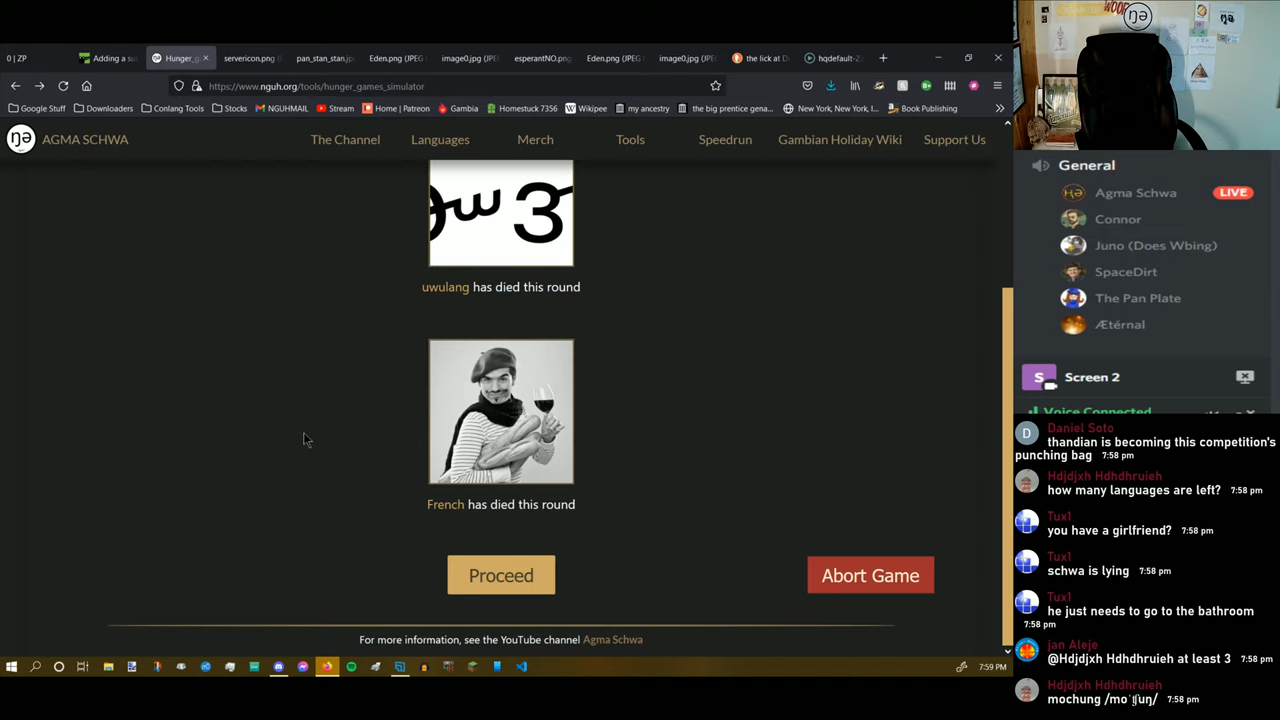 0 | ZP
Adding a su
Hunger_g
servericon.png (
pan_stan_stan.jp
Eden.png (JPEG
image0.jpg (JPE
esperantNO.png
Eden.png (JPEG
image0.jpg (JPE
the lick at D
hqdefault-2
https://www.nguh.org/tools/hunger_games_simulator
Google Stuff
Downloaders
Conlang Tools
Stocks
NGUHMAIL
Stream
Home | Patreon
Gambia
Homestuck 7356
Wikipee
my ancestry
the big prentice gena...
New York, New York, I...
Book Publishing
ŋə
AGMA SCHWA
The Channel
Languages
Merch
Tools
Speedrun
Gambian Holiday Wiki
Support Us
uwulang has died this round
French has died this round
Proceed
Abort Game
For more information, see the YouTube channel Agma Schwa
7:59 PM
ŋə
General
Agma Schwa
LIVE
Connor
Juno (Does Wbing)
SpaceDirt
The Pan Plate
Ætérnal
S
Screen 2
Voice Connected
D
Daniel Soto
thandian is becoming this competition's
punching bag 7:58 pm
Hdjdjxh Hdhdhruieh
how many languages are left? 7:58 pm
Tux1
you have a girlfriend? 7:58 pm
Tux1
schwa is lying 7:58 pm
Tux1
he just needs to go to the bathroom
7:58 pm
jan Aleje
@Hdjdjxh Hdhdhruieh at least 3 7:58 pm
Hdjdjxh Hdhdhruieh
mochung /moˈʧuŋ/ 7:58 pm